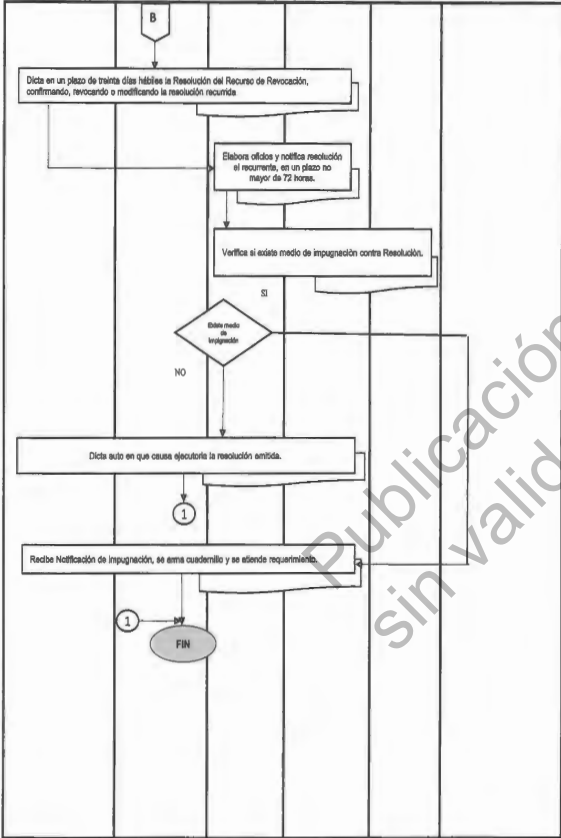 B
Dicta en un plazo de treinta días hábiles la Resolución del Recurso de Revocación,
confirmando, revocando o modificando la resolución recurrida
Elabora oficios y notifica resolución
el recurrente, en un plazo no
mayor de 72 horas.
Verifica si existe medio de impugnación contra Resolución.
SI
Existe medio
de
impugnación
NO
Dicta auto en que causa ejecutoria la resolución emitida.
1
Recibe Notificación de impugnación, se arma cuadernillo y se atiende requerimiento.
1
FIN
Publicación
sin valid